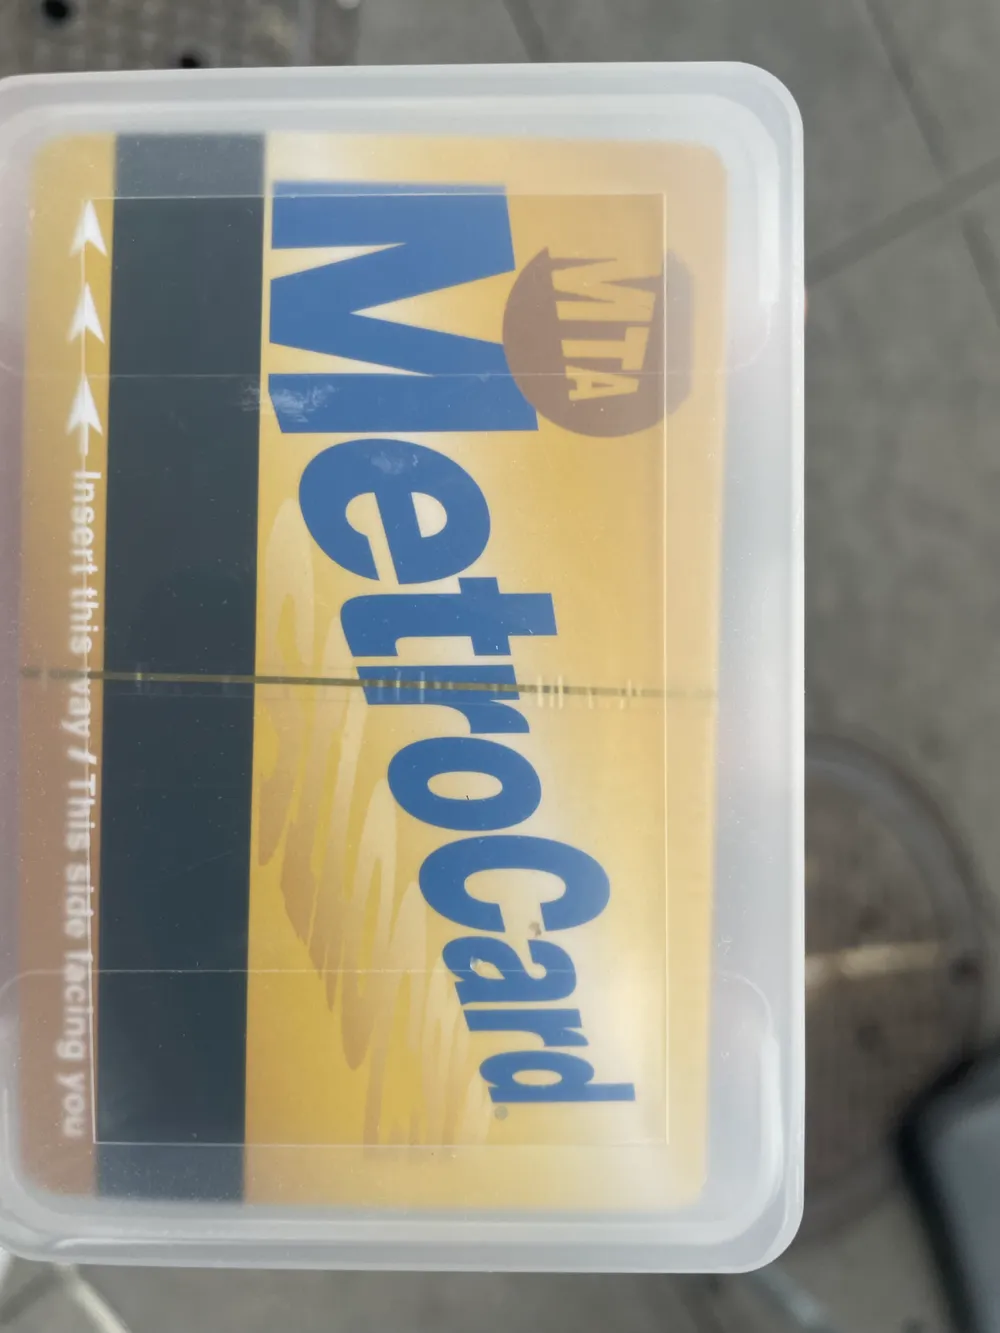 MTA
MetroCard®
Insert this way / This side facing you